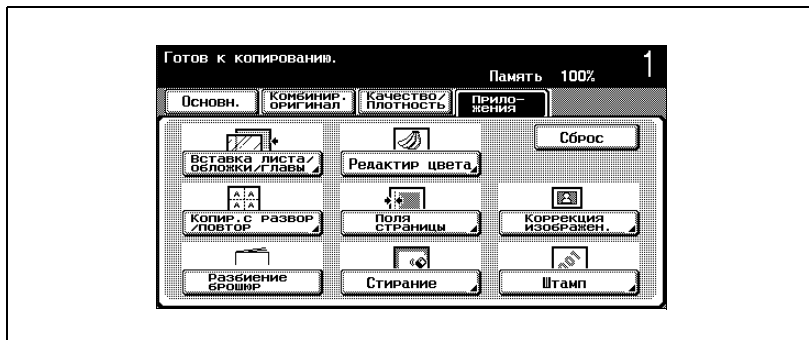 Готов к копированию.
Память 100%
1
Основн.
Комбинир.
оригинал
Качество/
Плотность
Прило-
жения
Сброс
Вставка листа/
обложки/главы
Редактир цвета
Копир.с развор
/повтор
Поля
страницы
Коррекция
изображен.
Разбиение
брошюр
Стирание
Штамп